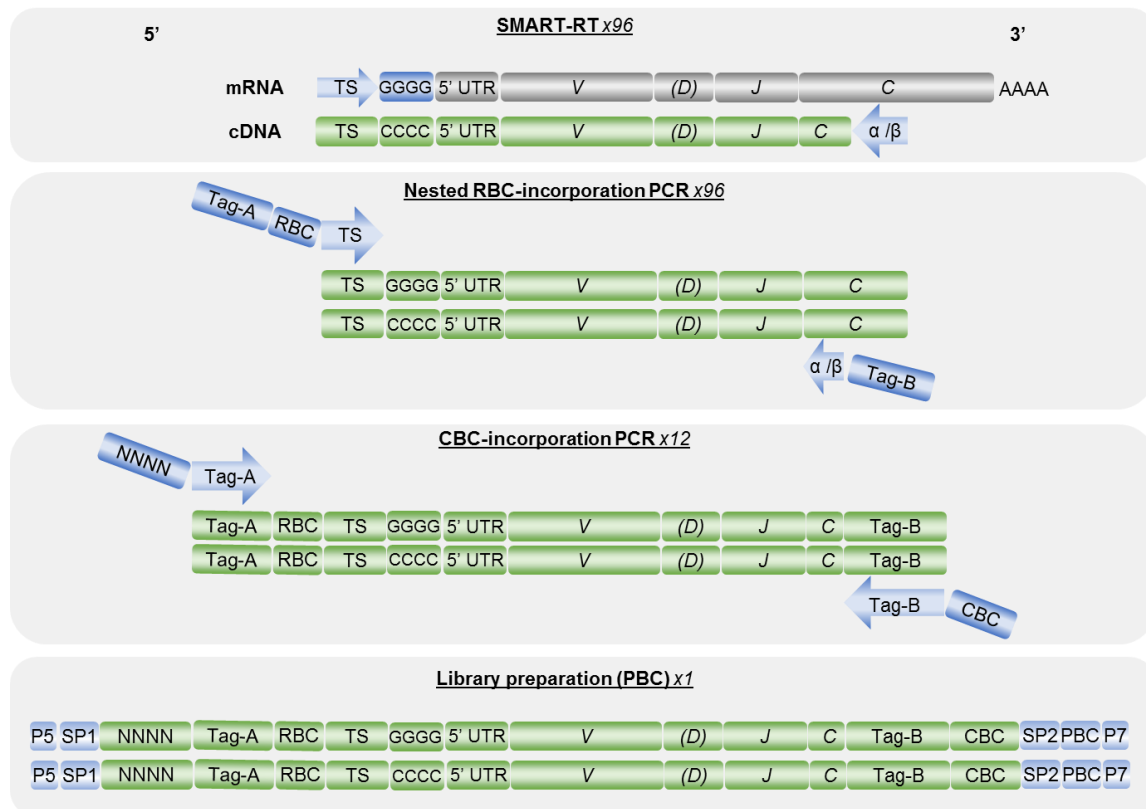 SMART-RT x96
5’ 3’
mRNA TS GGGG 5’ UTR V (D) J C AAAA
cDNA TS CCCC 5’ UTR V (D) J C α /β
Nested RBC-incorporation PCR x96
Tag-A RBC TS
TS GGGG 5’ UTR V (D) J C
TS CCCC 5’ UTR V (D) J C
α /β Tag-B
CBC-incorporation PCR x12
NNNN Tag-A
Tag-A RBC TS GGGG 5’ UTR V (D) J C Tag-B
Tag-A RBC TS CCCC 5’ UTR V (D) J C Tag-B
Tag-B CBC
Library preparation (PBC) x1
P5 SP1 NNNN Tag-A RBC TS GGGG 5’ UTR V (D) J C Tag-B CBC SP2 PBC P7
P5 SP1 NNNN Tag-A RBC TS CCCC 5’ UTR V (D) J C Tag-B CBC SP2 PBC P7